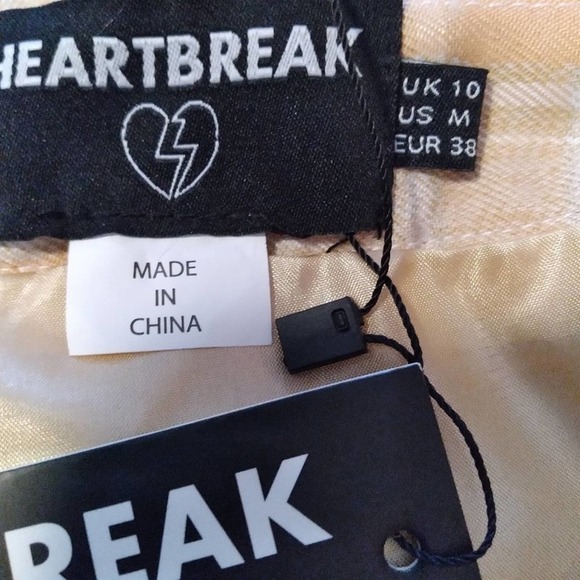 HEARTBREAK
UK 10
US M
EUR 38
MADE
IN
CHINA
REAK